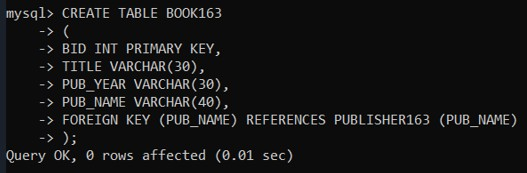 mysql> CREATE TABLE BOOK163
-> (
-> BID INT PRIMARY KEY,
-> TITLE VARCHAR(30),
-> PUB_YEAR VARCHAR(30),
-> PUB_NAME VARCHAR(40),
-> FOREIGN KEY (PUB_NAME) REFERENCES PUBLISHER163 (PUB_NAME)
-> );
Query OK, 0 rows affected (0.01 sec)